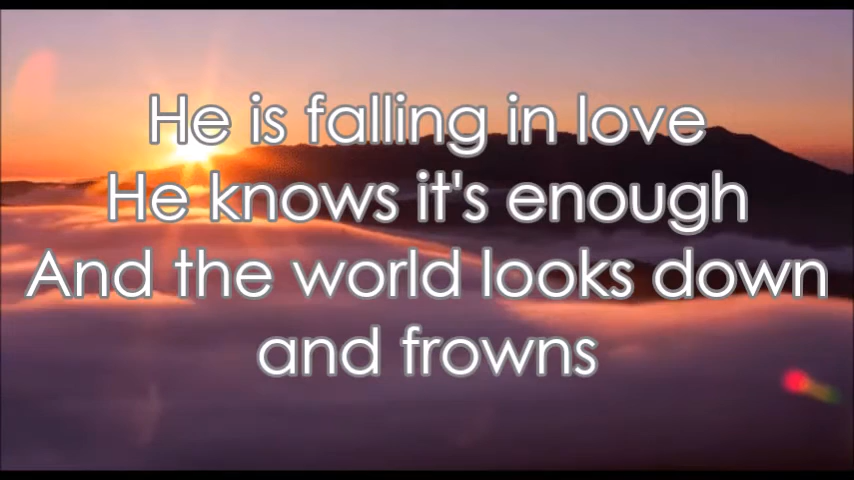 He is falling in love
He knows it's enough
And the world looks down
and frowns